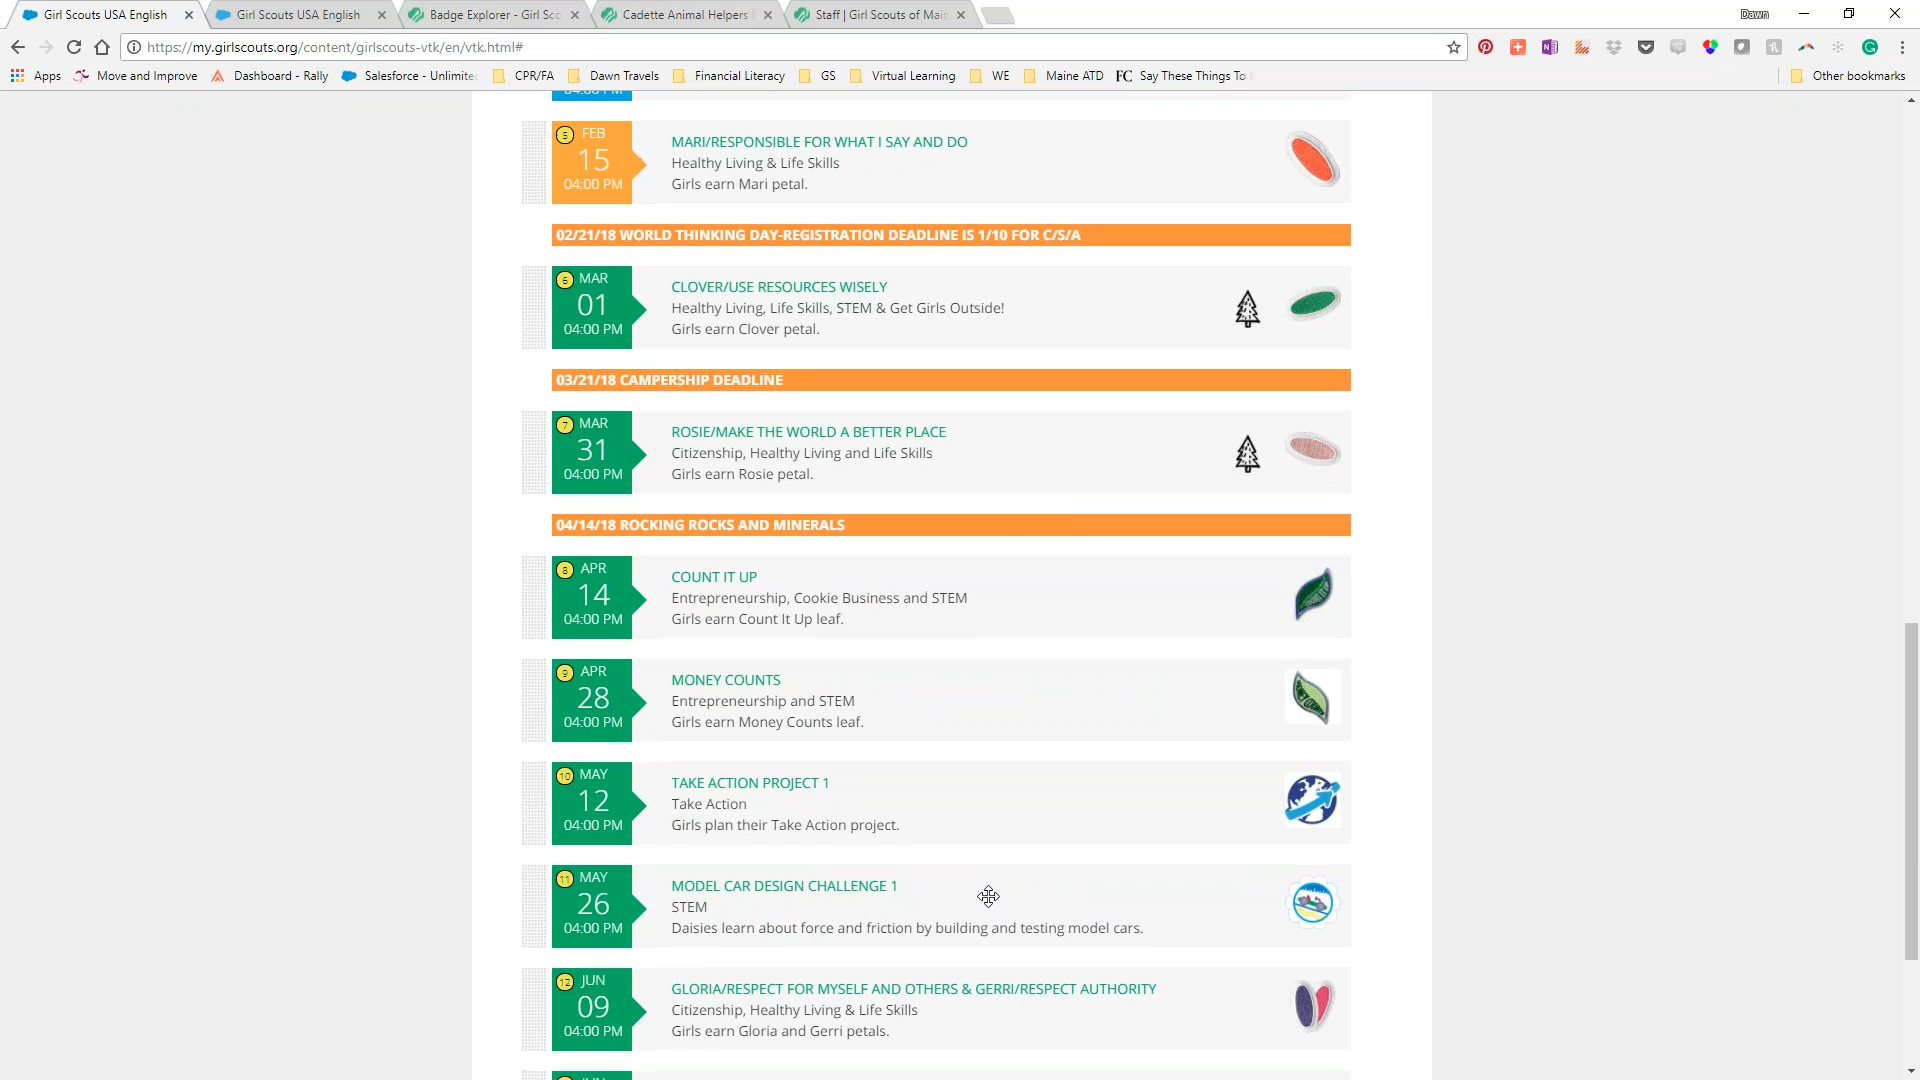 Girl Scouts USA English
Girl Scouts USA English
Badge Explorer - Girl Sc
Cadette Animal Helpers
Staff | Girl Scouts of Main
Dawn
https://my.girlscouts.org/content/girlscouts-vtk/en/vtk.html#
Apps
Move and Improve
Dashboard - Rally
Salesforce - Unlimite
CPR/FA
Dawn Travels
Financial Literacy
GS
Virtual Learning
WE
Maine ATD
FC Say These Things To
Other bookmarks
5 FEB
15
04:00 PM
MARI/RESPONSIBLE FOR WHAT I SAY AND DO
Healthy Living & Life Skills
Girls earn Mari petal.
02/21/18 WORLD THINKING DAY-REGISTRATION DEADLINE IS 1/10 FOR C/S/A
6 MAR
01
04:00 PM
CLOVER/USE RESOURCES WISELY
Healthy Living, Life Skills, STEM & Get Girls Outside!
Girls earn Clover petal.
03/21/18 CAMPERSHIP DEADLINE
7 MAR
31
04:00 PM
ROSIE/MAKE THE WORLD A BETTER PLACE
Citizenship, Healthy Living and Life Skills
Girls earn Rosie petal.
04/14/18 ROCKING ROCKS AND MINERALS
8 APR
14
04:00 PM
COUNT IT UP
Entrepreneurship, Cookie Business and STEM
Girls earn Count It Up leaf.
9 APR
28
04:00 PM
MONEY COUNTS
Entrepreneurship and STEM
Girls earn Money Counts leaf.
10 MAY
12
04:00 PM
TAKE ACTION PROJECT 1
Take Action
Girls plan their Take Action project.
11 MAY
26
04:00 PM
MODEL CAR DESIGN CHALLENGE 1
STEM
Daisies learn about force and friction by building and testing model cars.
12 JUN
09
04:00 PM
GLORIA/RESPECT FOR MYSELF AND OTHERS & GERRI/RESPECT AUTHORITY
Citizenship, Healthy Living & Life Skills
Girls earn Gloria and Gerri petals.